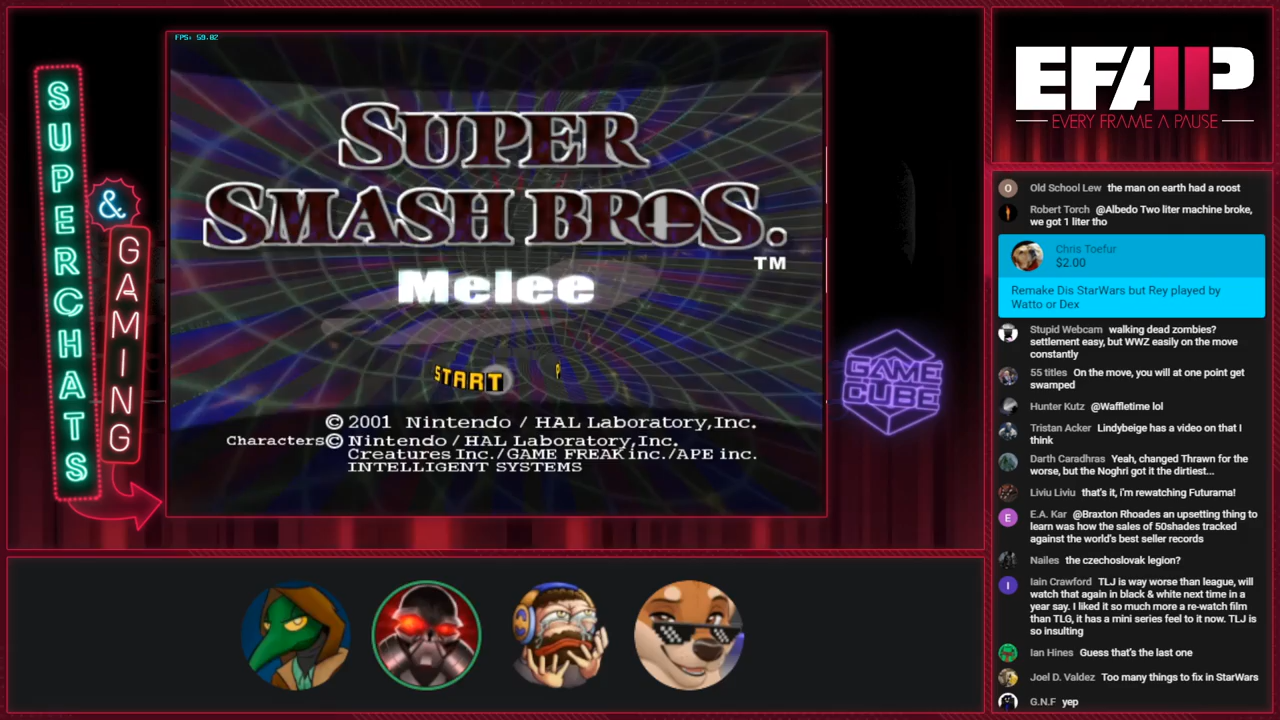 FPS: 59.82
SUPERCHATS
&
GAMING
SUPER
SMASH BROS.
TM
Melee
START P
© 2001 Nintendo / HAL Laboratory,Inc.
Characters © Nintendo / HAL Laboratory,Inc.
Creatures Inc./GAME FREAK inc./APE inc.
INTELLIGENT SYSTEMS
GAME
CUBE
EFAP
EVERY FRAME A PAUSE
Old School Lew the man on earth had a roost
Robert Torch @Albedo Two liter machine broke,
we got 1 liter tho
Chris Toefur
$2.00
Remake Dis StarWars but Rey played by
Watto or Dex
Stupid Webcam walking dead zombies?
settlement easy, but WWZ easily on the move
constantly
55 titles On the move, you will at one point get
swamped
Hunter Kutz @Waffletime lol
Tristan Acker Lindybeige has a video on that I
think
Darth Caradhras Yeah, changed Thrawn for the
worse, but the Noghri got it the dirtiest...
Liviu Liviu that's it, i'm rewatching Futurama!
E
E.A. Kar @Braxton Rhoades an upsetting thing to
learn was how the sales of 50shades tracked
against the world's best seller records
Nailes the czechoslovak legion?
I
Iain Crawford TLJ is way worse than league, will
watch that again in black & white next time in a
year say. I liked it so much more a re-watch film
than TLG, it has a mini series feel to it now. TLJ is
so insulting
Ian Hines Guess that's the last one
Joel D. Valdez Too many things to fix in StarWars
G.N.F yep